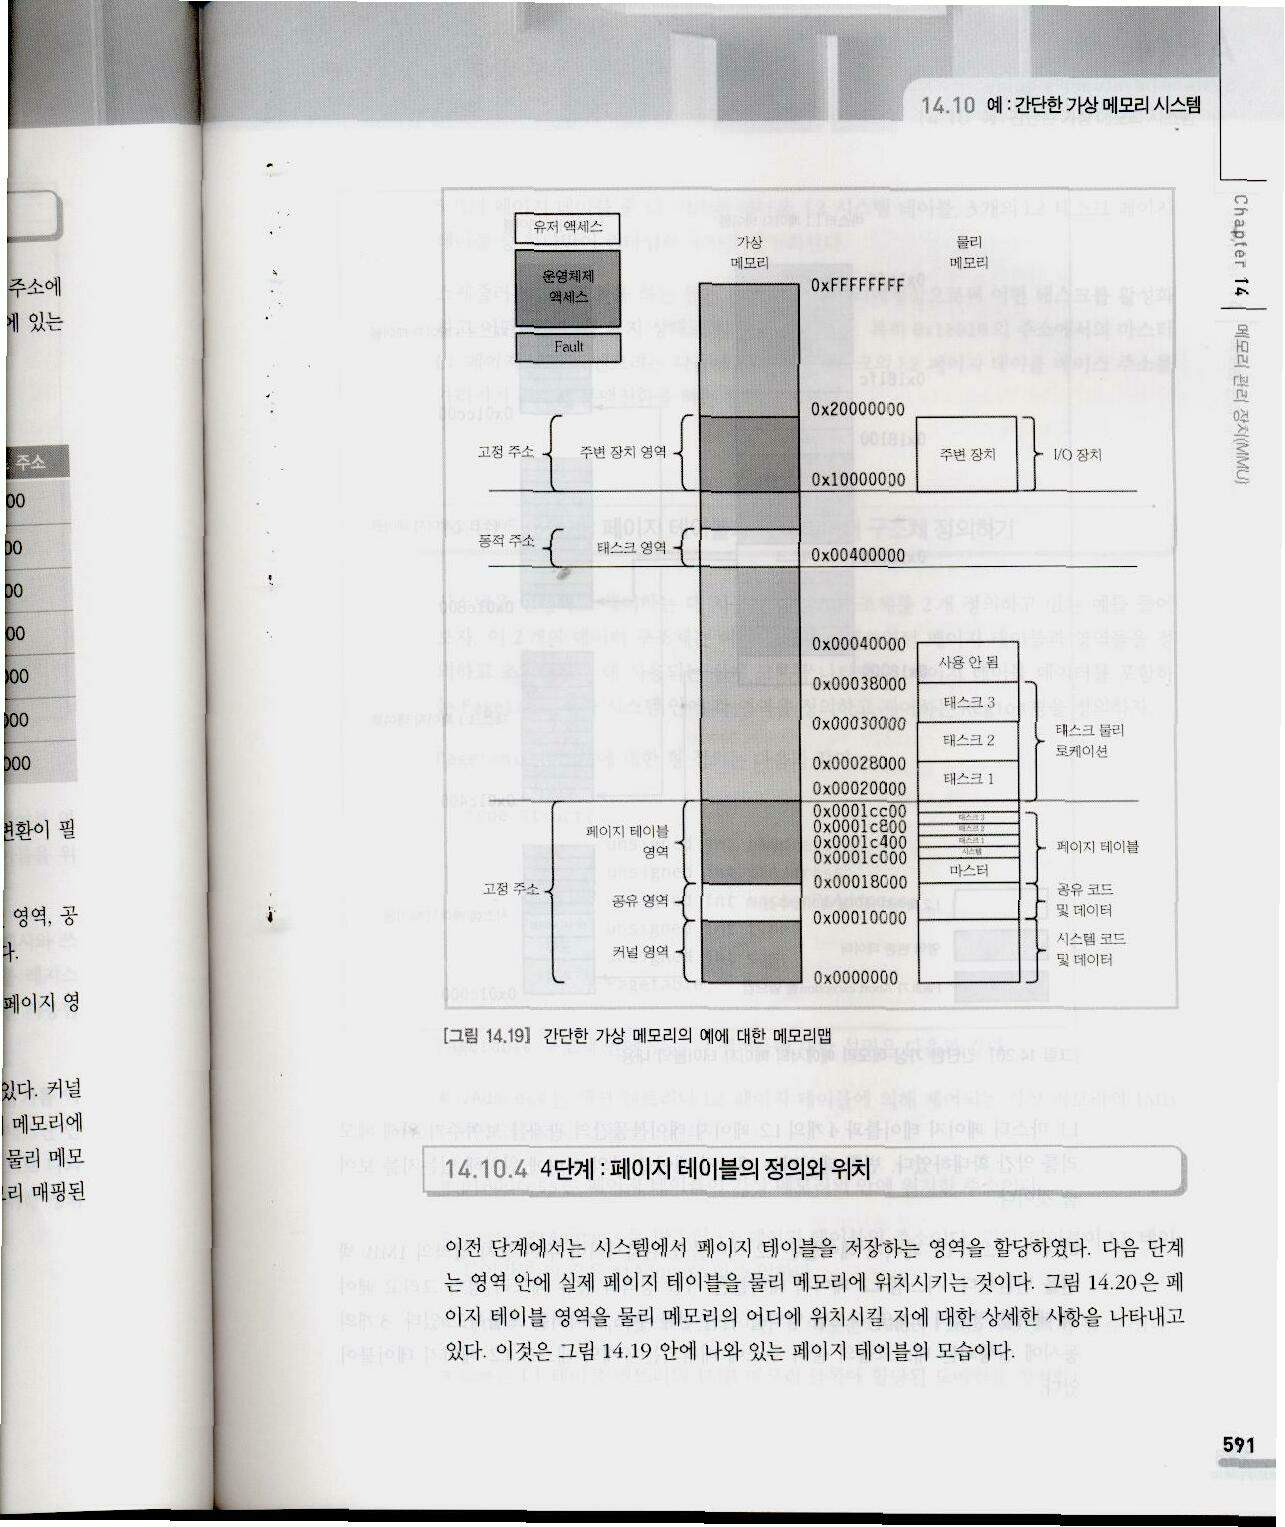 주소에
에 있는
주소
00
00
00
00
000
000
000
변환이 필
영역, 공
다.
페이지 영
있다. 커널
메모리에
물리 메모
리 매핑된
14.10 예 : 간단한 가상 메모리 시스템
Chapter 14
메모리 관리 장치(MMU)
유저 액세스
운영체제
액세스
Fault
가상
메모리
물리
메모리
0xFFFFFFFF
0x20000000
고정 주소
주변 장치 영역
주변 장치
I/O 장치
0x10000000
동적 주소
태스크 영역
0x00400000
0x00040000
사용 안 됨
0x00038000
태스크 3
0x00030000
태스크 2
태스크 물리
로케이션
0x00028000
태스크 1
0x00020000
0x0001cc00
태스크3
0x0001c800
태스크2
0x0001c400
태스크1
시스템
0x0001c000
페이지 테이블
영역
마스터
페이지 테이블
0x00018000
고정 주소
공유 영역
공유 코드
및 데이터
0x00010000
커널 영역
시스템 코드
및 데이터
0x0000000
[그림 14.19] 간단한 가상 메모리의 예에 대한 메모리맵
14.10.4 4단계 : 페이지 테이블의 정의와 위치
이전 단계에서는 시스템에서 페이지 테이블을 저장하는 영역을 할당하였다. 다음 단계
는 영역 안에 실제 페이지 테이블을 물리 메모리에 위치시키는 것이다. 그림 14.20은 페
이지 테이블 영역을 물리 메모리의 어디에 위치시킬 지에 대한 상세한 사항을 나타내고
있다. 이것은 그림 14.19 안에 나와 있는 페이지 테이블의 모습이다.
591